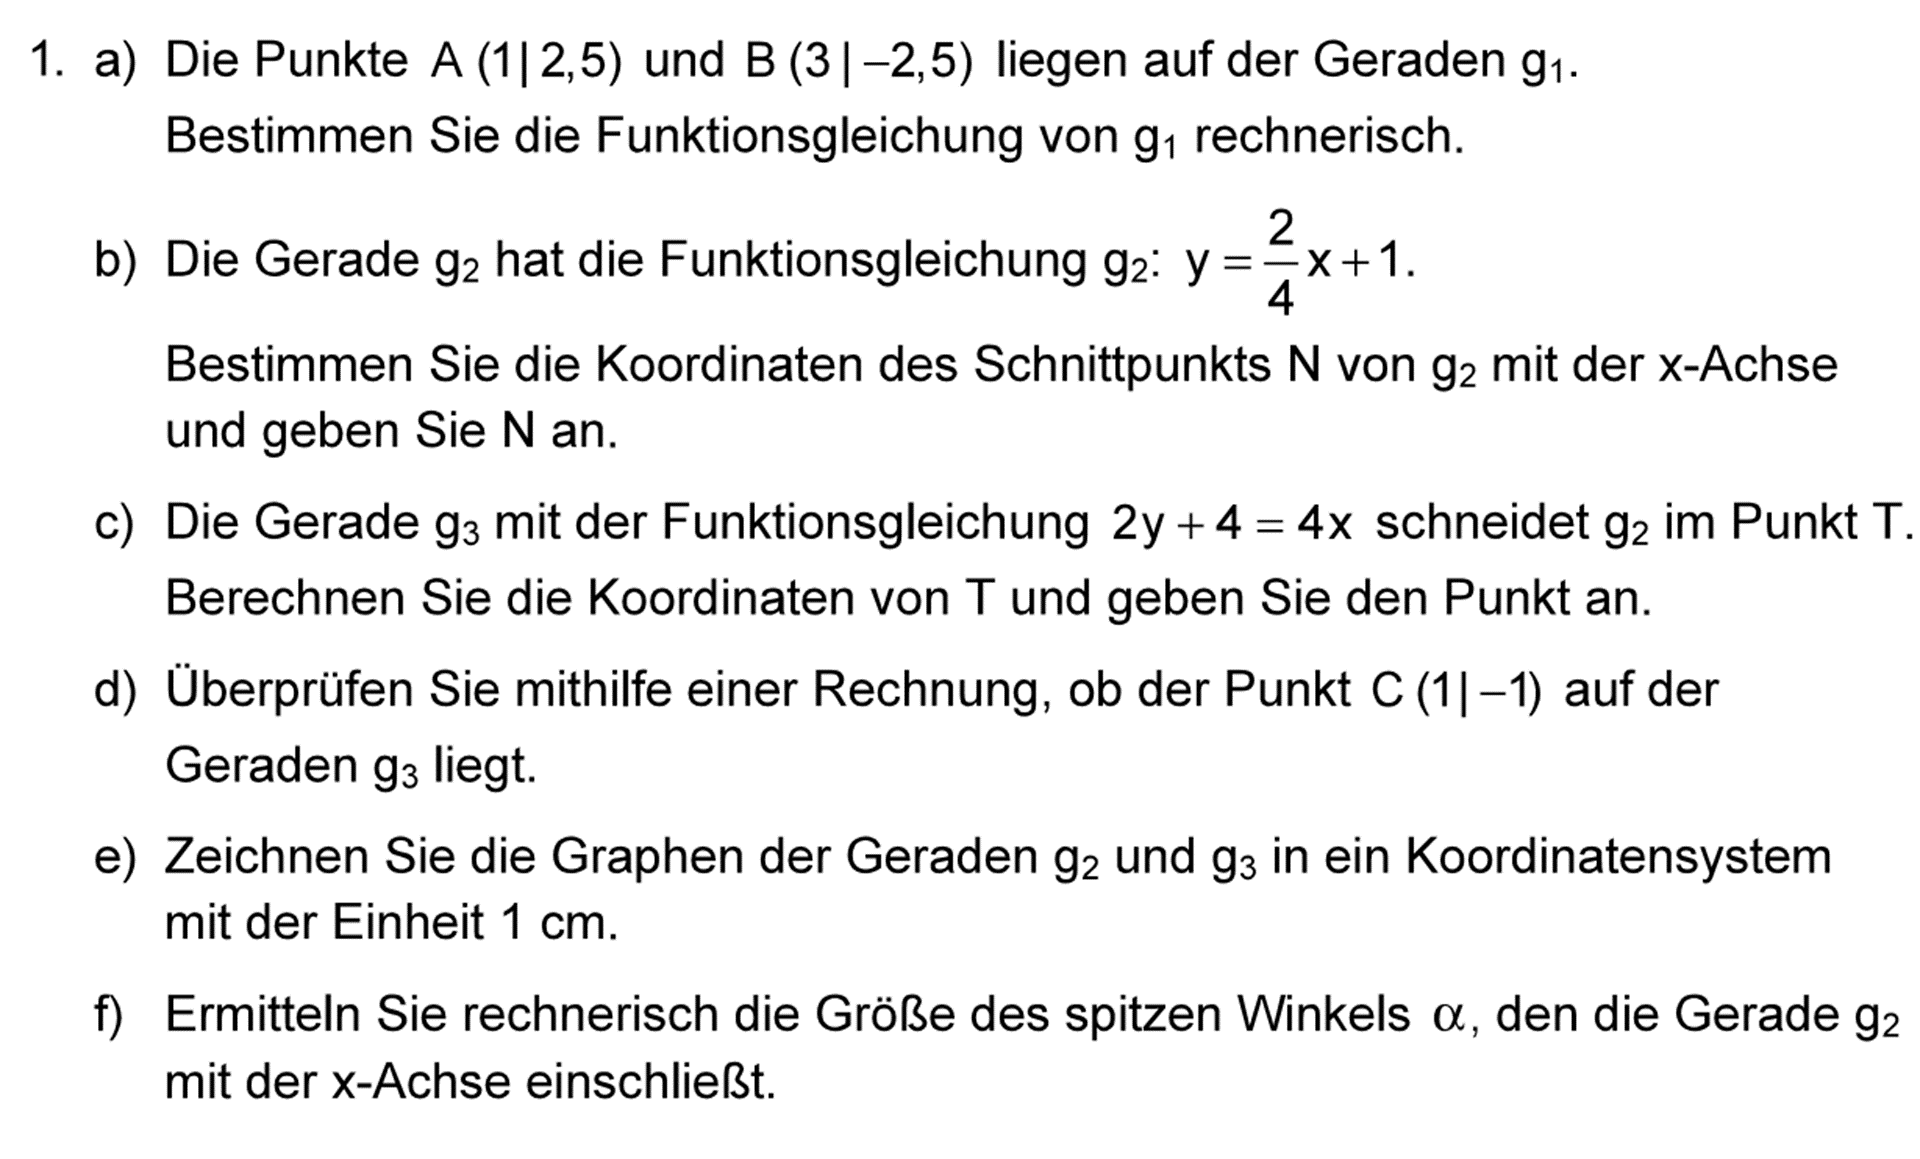 1. a) Die Punkte A (1| 2,5) und B (3 | –2,5) liegen auf der Geraden g₁.
Bestimmen Sie die Funktionsgleichung von g₁ rechnerisch.
b) Die Gerade g₂ hat die Funktionsgleichung g₂: y = 2/4 x + 1.
Bestimmen Sie die Koordinaten des Schnittpunkts N von g₂ mit der x-Achse
und geben Sie N an.
c) Die Gerade g₃ mit der Funktionsgleichung 2y + 4 = 4x schneidet g₂ im Punkt T.
Berechnen Sie die Koordinaten von T und geben Sie den Punkt an.
d) Überprüfen Sie mithilfe einer Rechnung, ob der Punkt C (1| –1) auf der
Geraden g₃ liegt.
e) Zeichnen Sie die Graphen der Geraden g₂ und g₃ in ein Koordinatensystem
mit der Einheit 1 cm.
f) Ermitteln Sie rechnerisch die Größe des spitzen Winkels α, den die Gerade g₂
mit der x-Achse einschließt.